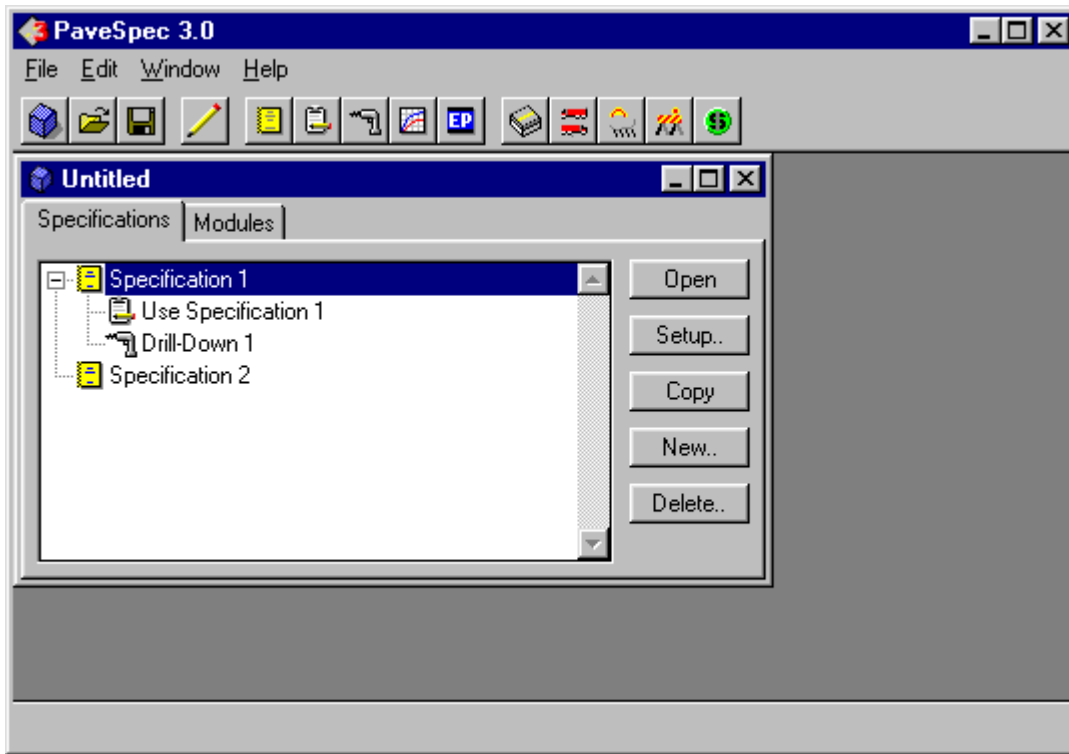 PaveSpec 3.0
File Edit Window Help
EP
Untitled
Specifications Modules
Specification 1
Use Specification 1
Drill-Down 1
Specification 2
Open
Setup..
Copy
New..
Delete..